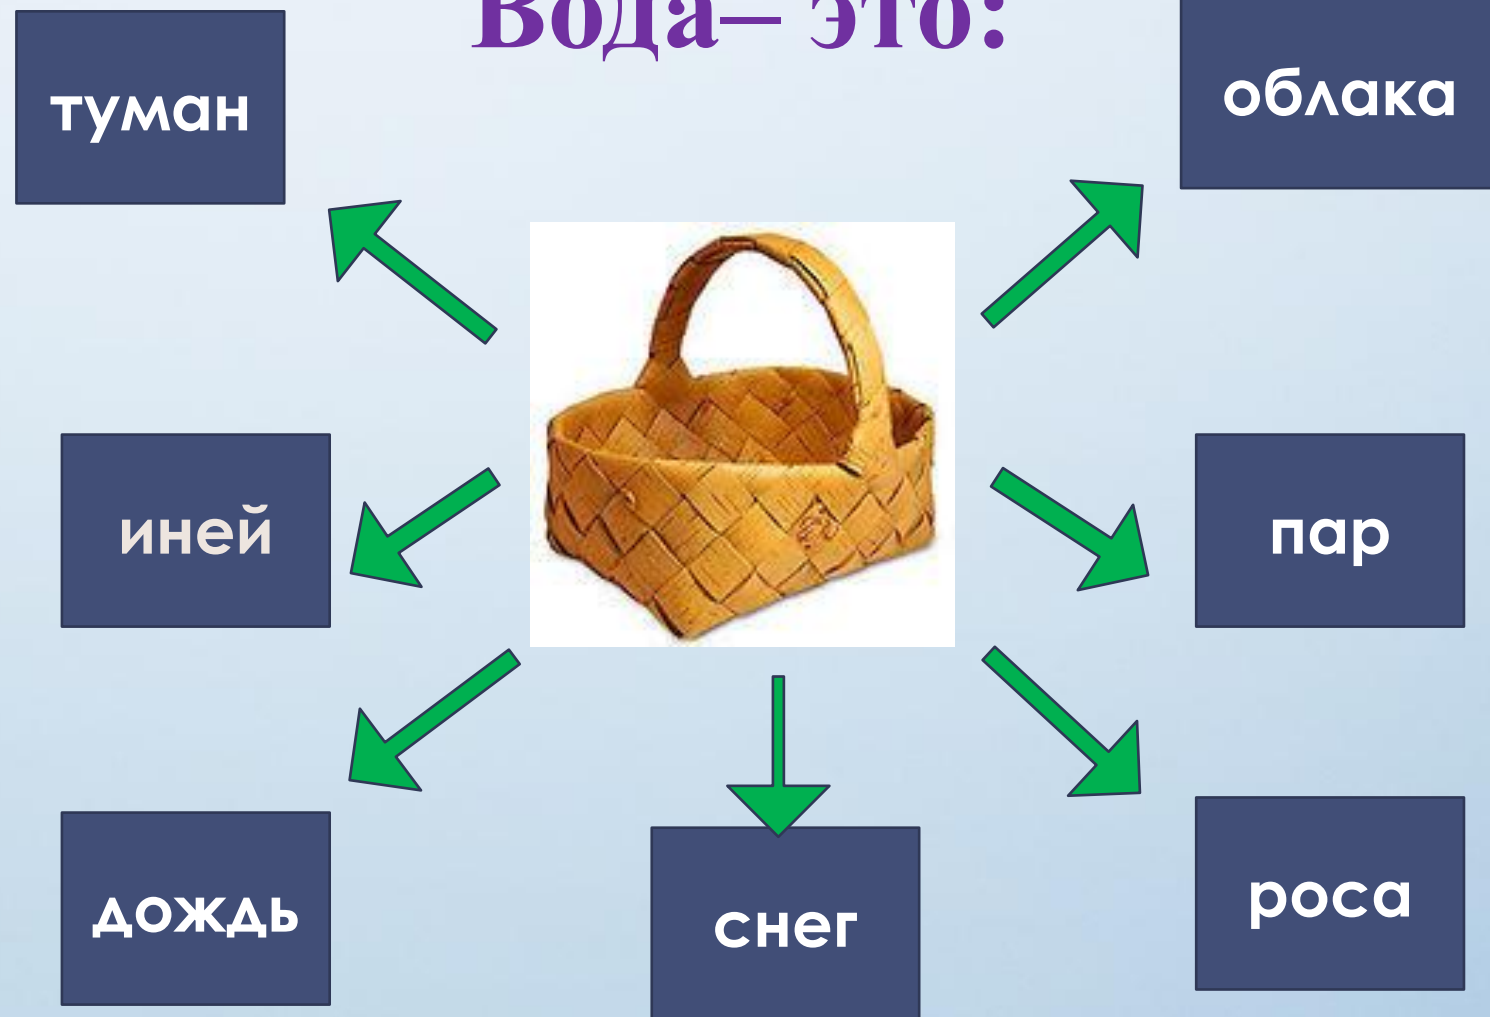 Вода– это:
туман
облака
иней
пар
дождь
снег
роса